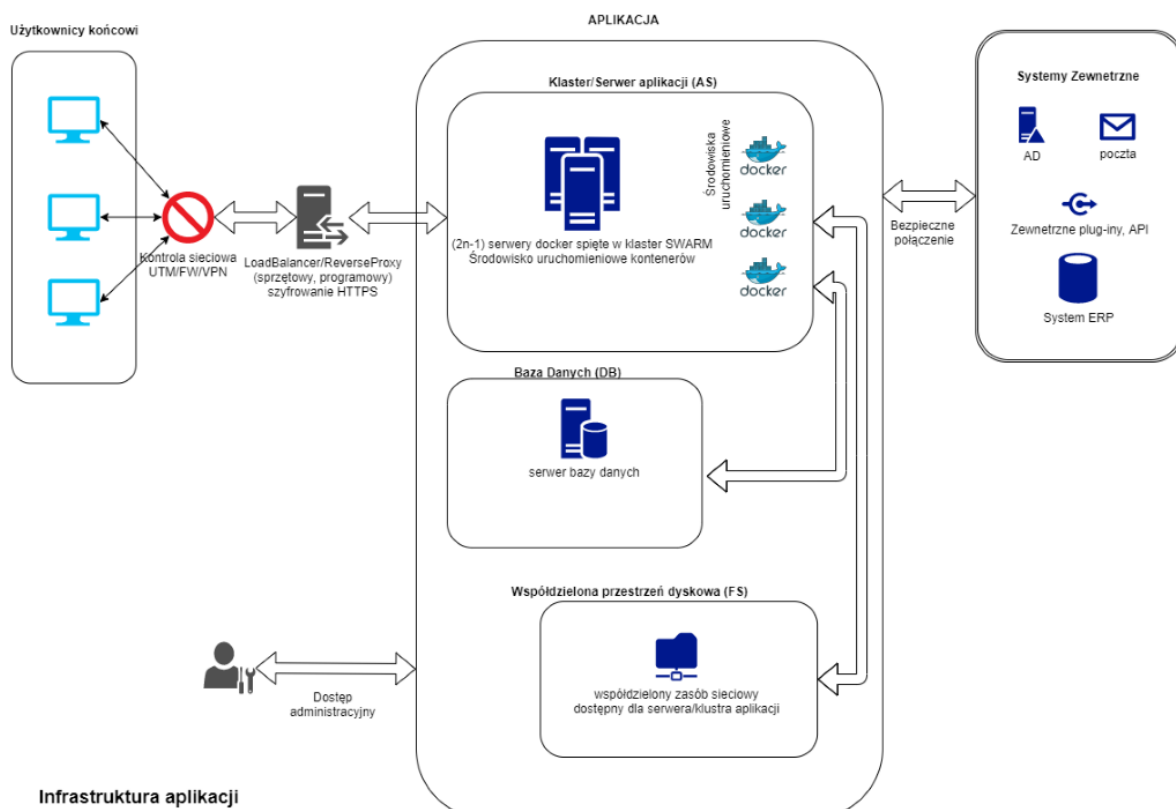 Użytkownicy końcowi
Kontrola sieciowa
UTM/FW/VPN
LoadBalancer/ReverseProxy
(sprzętowy, programowy)
szyfrowanie HTTPS
APLIKACJA
Klaster/Serwer aplikacji (AS)
(2n-1) serwery docker spięte w klaster SWARM
Środowisko uruchomieniowe kontenerów
Środowiska
uruchomieniowe
docker
docker
docker
Baza Danych (DB)
serwer bazy danych
Współdzielona przestrzeń dyskowa (FS)
współdzielony zasób sieciowy
dostępny dla serwera/klustra aplikacji
Bezpieczne
połączenie
Systemy Zewnetrzne
AD
poczta
Zewnetrzne plug-iny, API
System ERP
Dostęp
administracyjny
Infrastruktura aplikacji